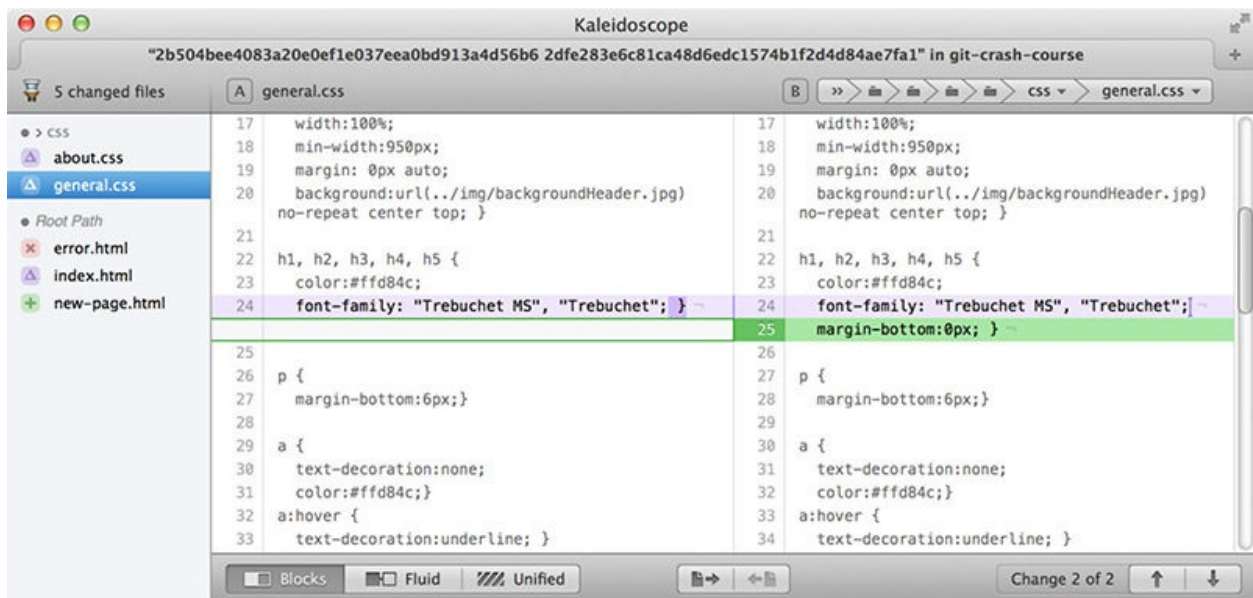 Kaleidoscope
"2b504bee4083a20e0ef1e037eea0bd913a4d56b6 2dfe283e6c81ca48d6edc1574b1f2d4d84ae7fa1" in git-crash-course
5 changed files
A general.css
B » css general.css
> CSS
about.css
general.css
Root Path
error.html
index.html
new-page.html
17 width:100%;
18 min-width:950px;
19 margin: 0px auto;
20 background:url(../img/backgroundHeader.jpg)
no-repeat center top; }
21
22 h1, h2, h3, h4, h5 {
23 color:#ffd84c;
24 font-family: "Trebuchet MS", "Trebuchet"; } ¬
25
26 p {
27 margin-bottom:6px;}
28
29 a {
30 text-decoration:none;
31 color:#ffd84c;}
32 a:hover {
33 text-decoration:underline; }
17 width:100%;
18 min-width:950px;
19 margin: 0px auto;
20 background:url(../img/backgroundHeader.jpg)
no-repeat center top; }
21
22 h1, h2, h3, h4, h5 {
23 color:#ffd84c;
24 font-family: "Trebuchet MS", "Trebuchet"; ¬
25 margin-bottom:0px; } ¬
26
27 p {
28 margin-bottom:6px;}
29
30 a {
31 text-decoration:none;
32 color:#ffd84c;}
33 a:hover {
34 text-decoration:underline; }
Blocks Fluid Unified
Change 2 of 2